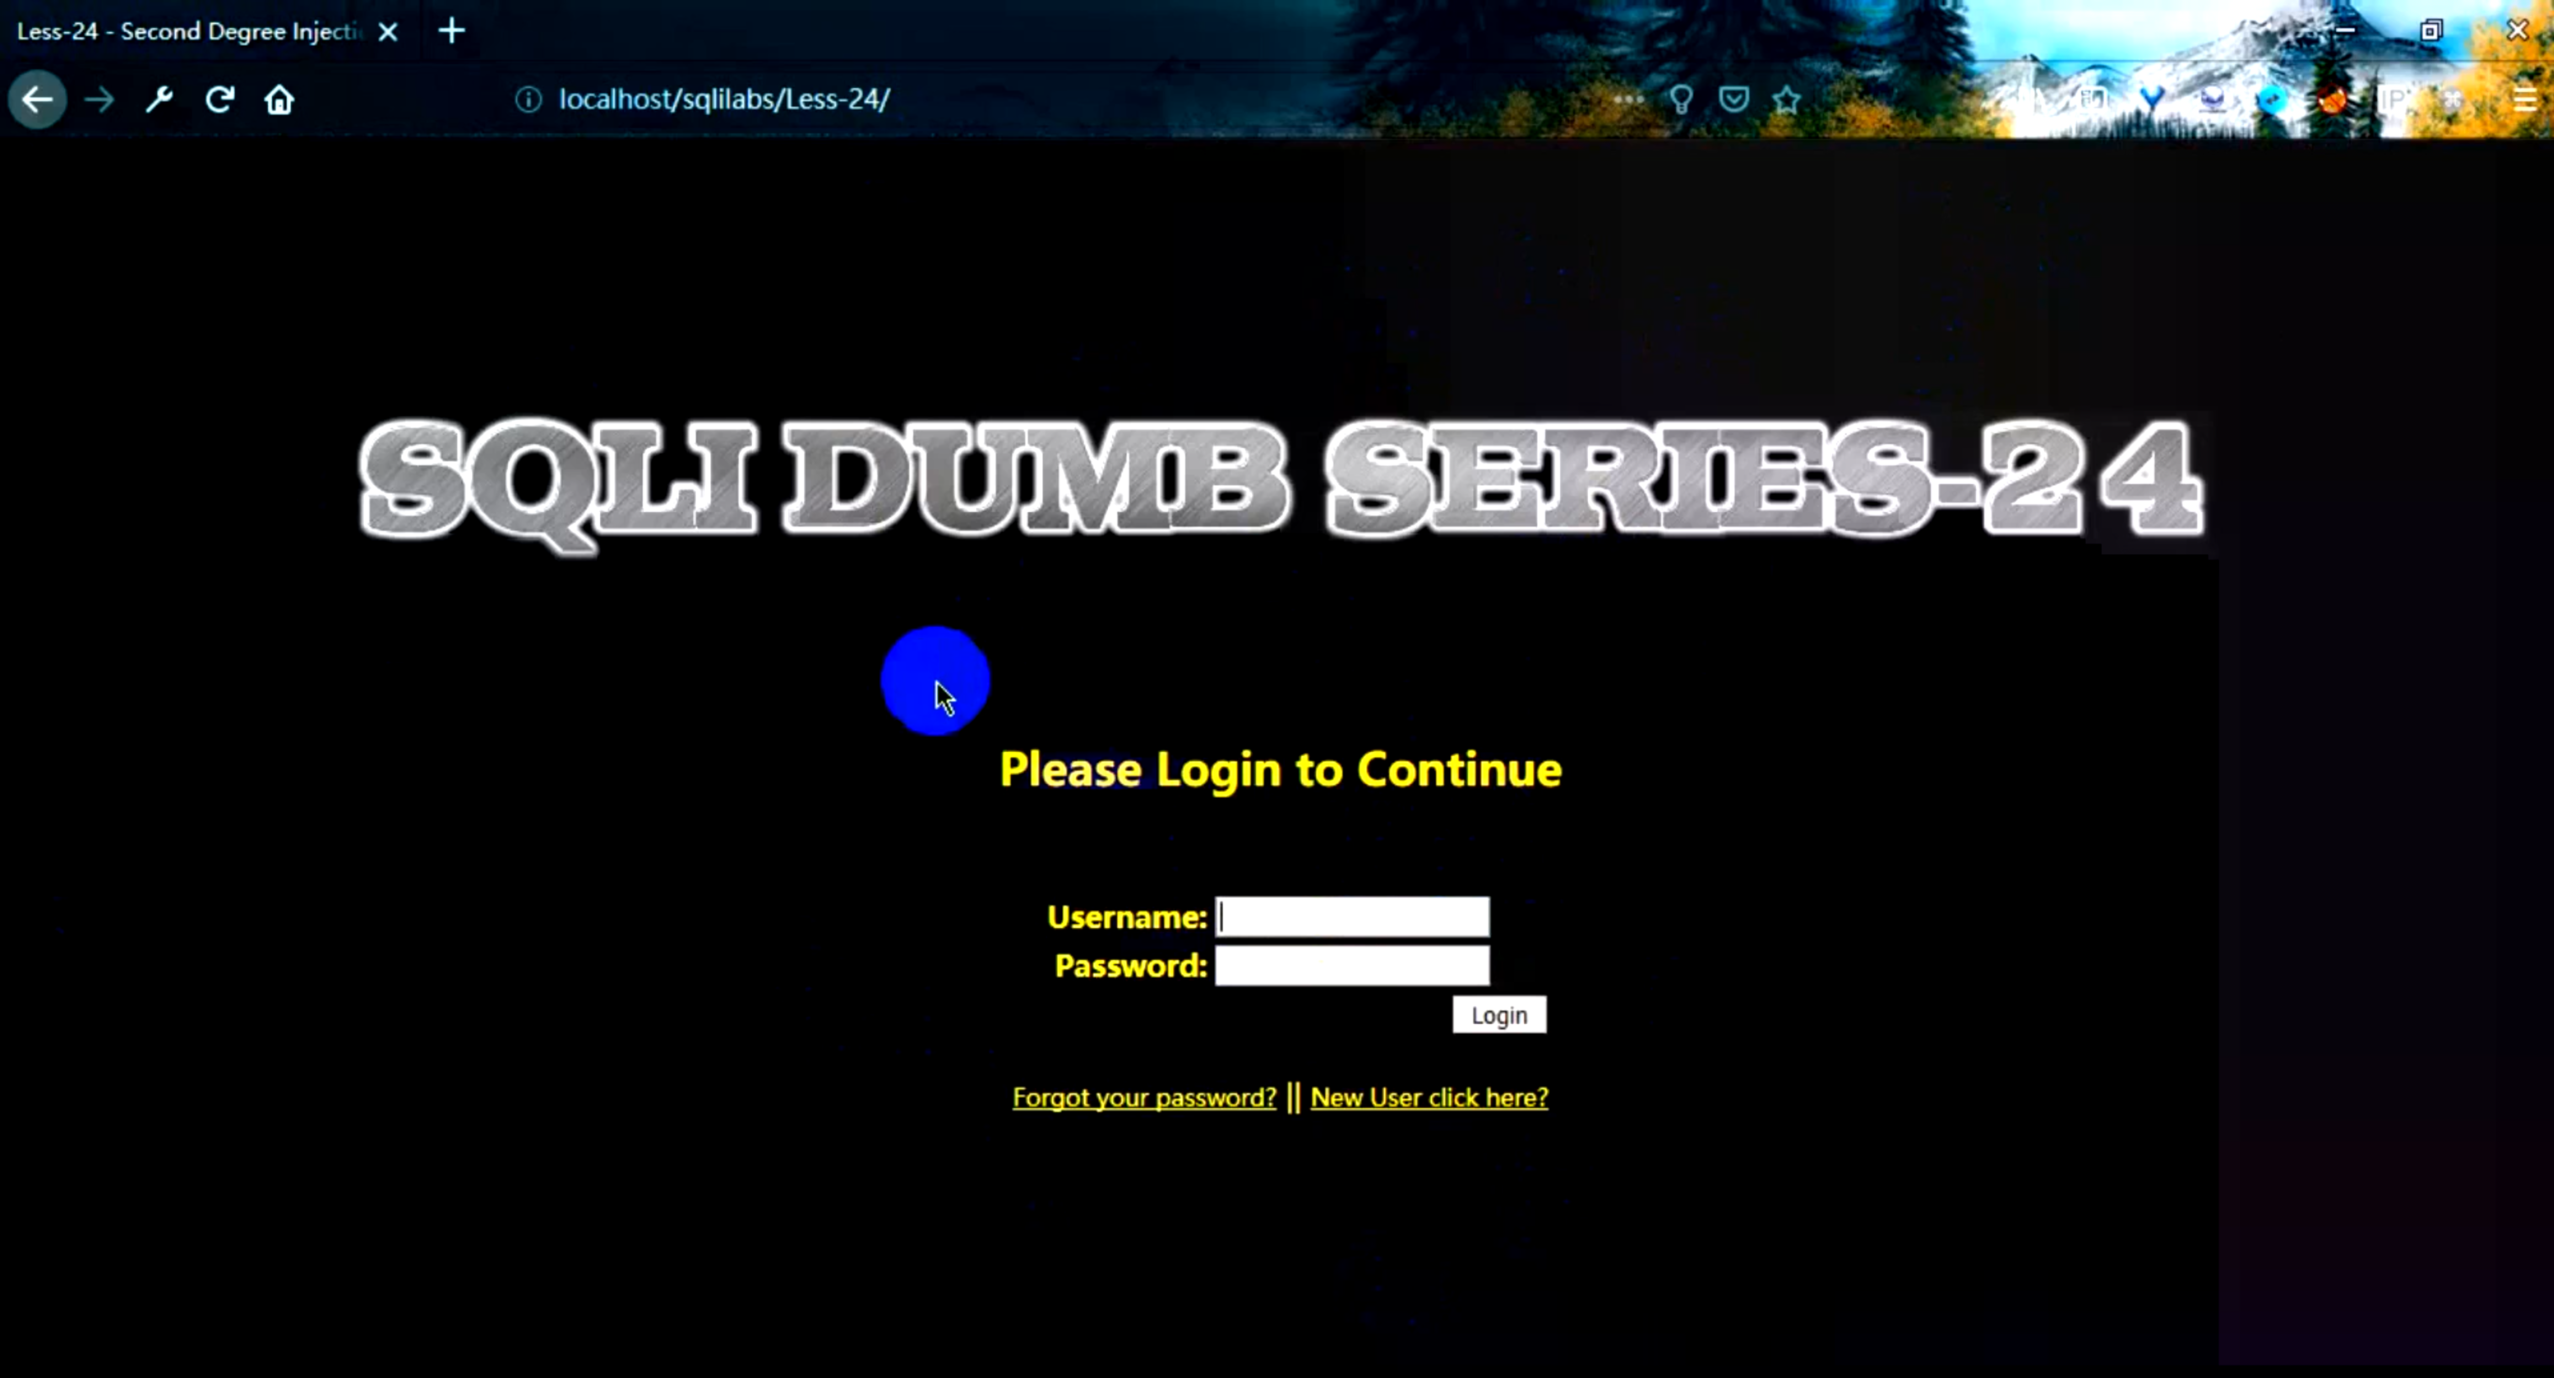 Less-24 - Second Degree Injecti
localhost/sqlilabs/Less-24/
IP
SQLI DUMB SERIES-24
Please Login to Continue
Username:
Password:
Login
Forgot your password? || New User click here?